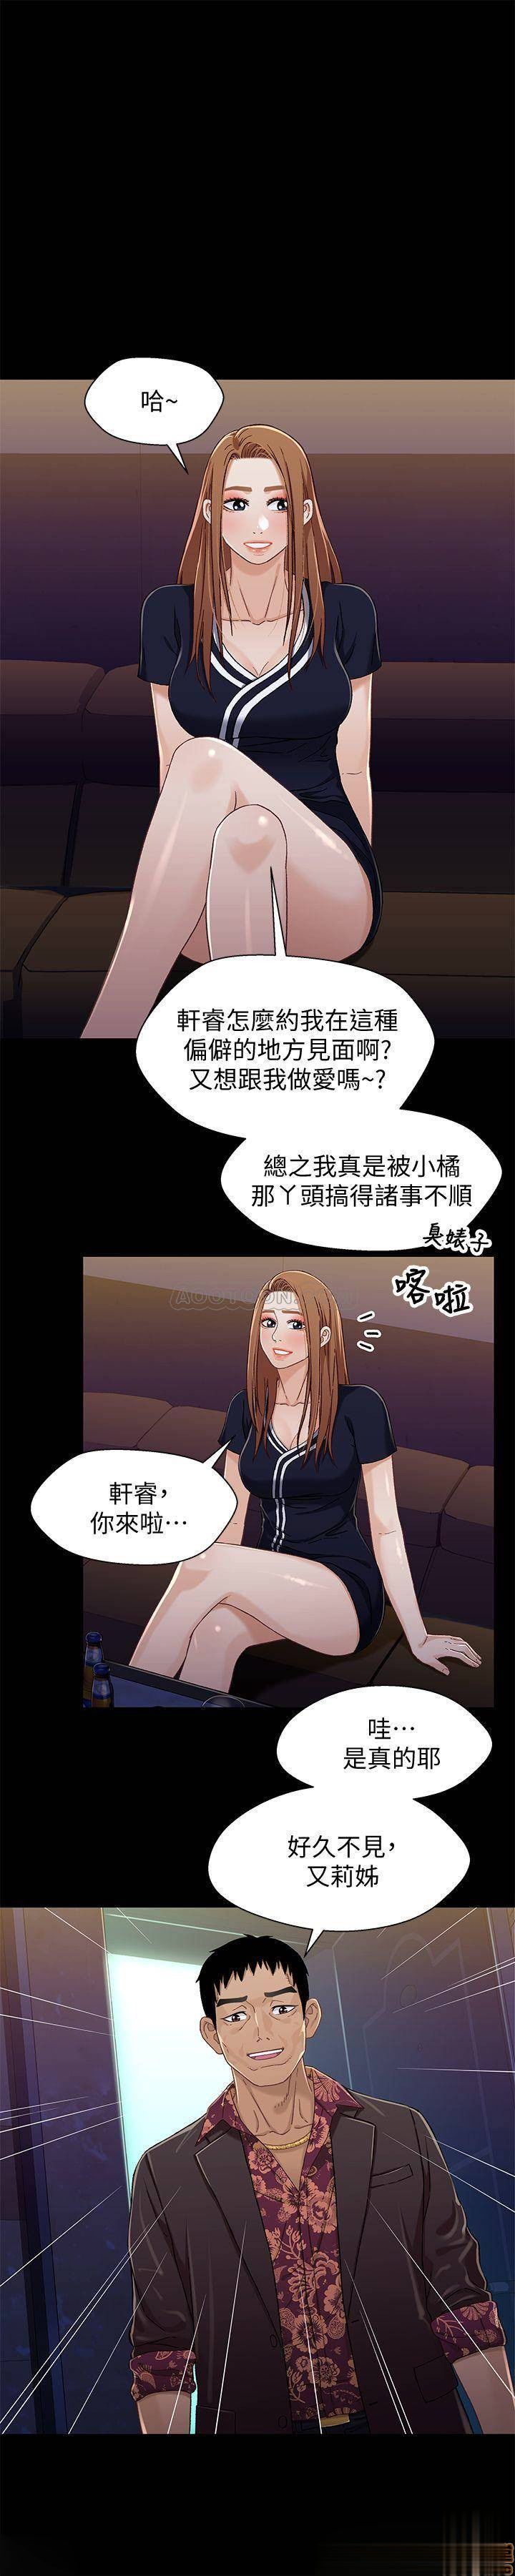 哈~
軒睿怎麼約我在這種
偏僻的地方見面啊?
又想跟我做愛嗎~?
總之我真是被小橘
那丫頭搞得諸事不順
臭婊子
喀啦
軒睿，
你來啦…
哇…
是真的耶
好久不見，
又莉姊